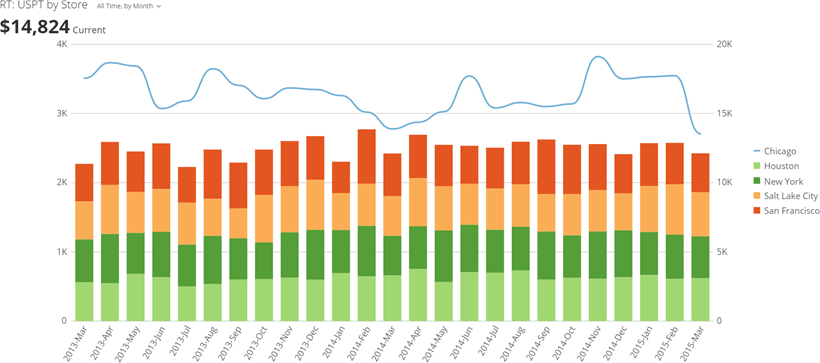 RT: USPT by Store All Time, by Month
$14,824 Current
4K 20K
3K 15K
2K 10K
1K 5K
0 0
Chicago
Houston
New York
Salt Lake City
San Francisco
2013-Mar 2013-Apr 2013-May 2013-Jun 2013-Jul 2013-Aug 2013-Sep 2013-Oct 2013-Nov 2013-Dec 2014-Jan 2014-Feb 2014-Mar 2014-Apr 2014-May 2014-Jun 2014-Jul 2014-Aug 2014-Sep 2014-Oct 2014-Nov 2014-Dec 2015-Jan 2015-Feb 2015-Mar